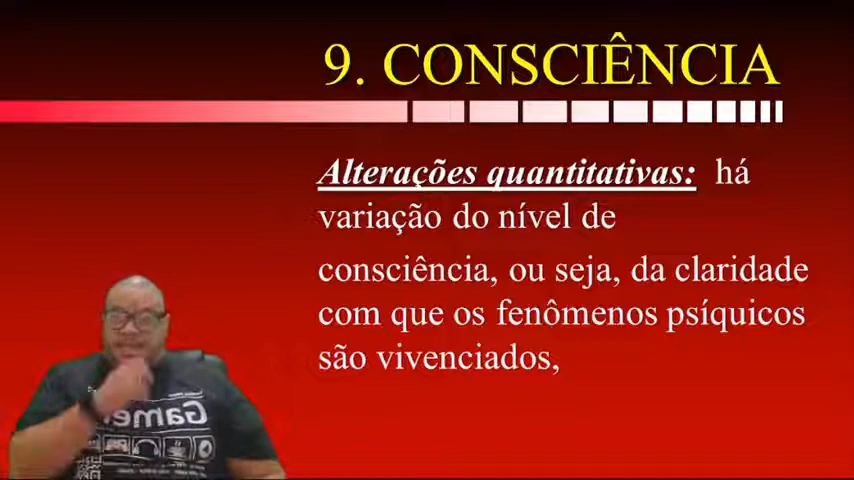 9. CONSCIÊNCIA
Alterações quantitativas: há
variação do nível de
consciência, ou seja, da claridade
com que os fenômenos psíquicos
são vivenciados,
Gamer